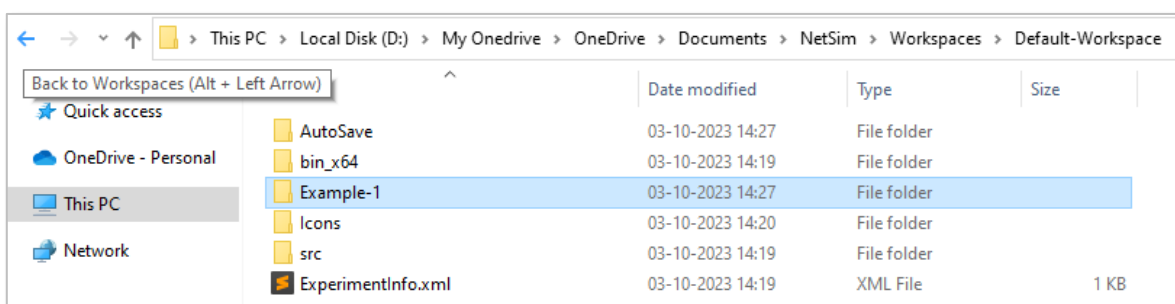 This PC > Local Disk (D:) > My Onedrive > OneDrive > Documents > NetSim > Workspaces > Default-Workspace
Back to Workspaces (Alt + Left Arrow)
Date modified Type Size
Quick access
AutoSave 03-10-2023 14:27 File folder
OneDrive - Personal
bin_x64 03-10-2023 14:19 File folder
This PC
Example-1 03-10-2023 14:27 File folder
Icons 03-10-2023 14:20 File folder
Network
src 03-10-2023 14:19 File folder
ExperimentInfo.xml 03-10-2023 14:19 XML File 1 KB